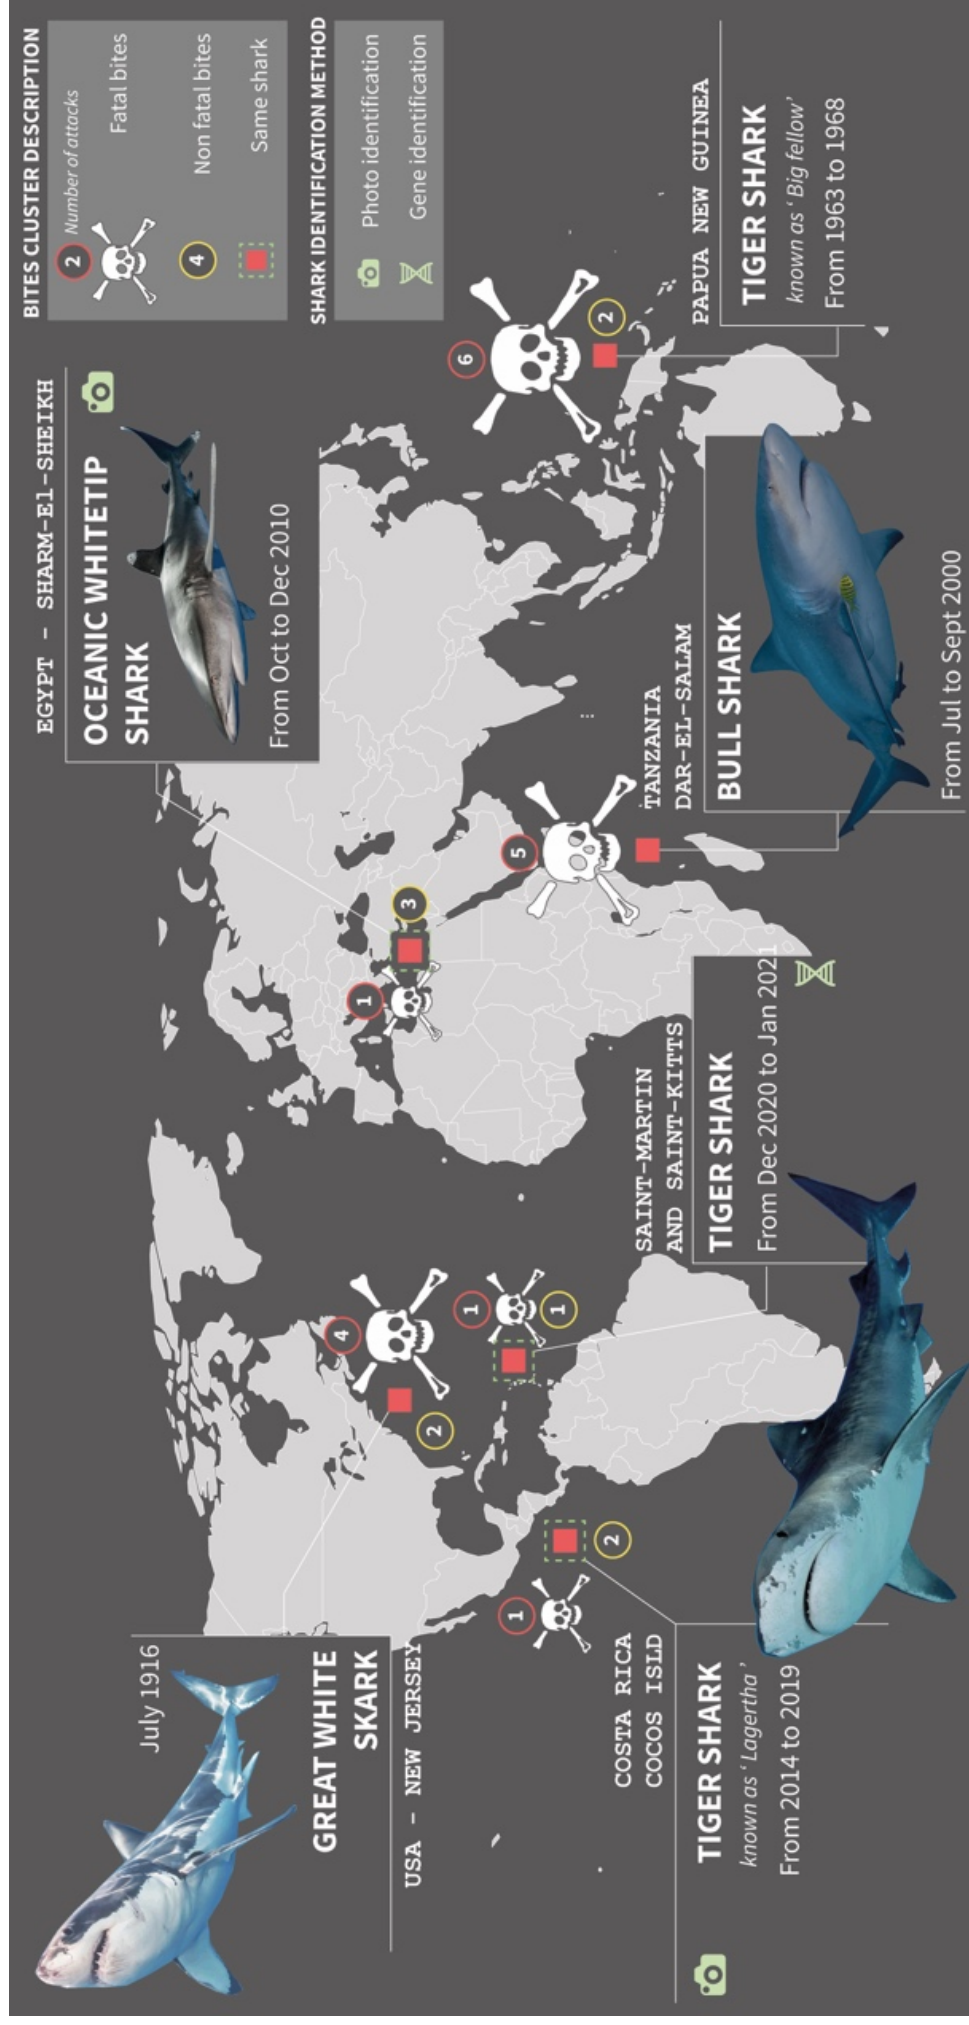 BITES CLUSTER DESCRIPTION
2 Number of attacks
Fatal bites
4 Non fatal bites
Same shark
SHARK IDENTIFICATION METHOD
Photo identification
Gene identification
EGYPT - SHARM-El-SHEIKH
OCEANIC WHITETIP
SHARK
From Oct to Dec 2010
July 1916
GREAT WHITE
SKARK
USA - NEW JERSEY
4
2
1
3
6
2
5
1
1
1
2
COSTA RICA
COCOS ISLD
TIGER SHARK
known as ‘ Lagertha ’
From 2014 to 2019
SAINT-MARTIN
AND SAINT-KITTS
TIGER SHARK
From Dec 2020 to Jan 2021
TANZANIA
DAR-EL-SALAM
BULL SHARK
From Jul to Sept 2000
PAPUA NEW GUINEA
TIGER SHARK
known as ‘ Big fellow’
From 1963 to 1968